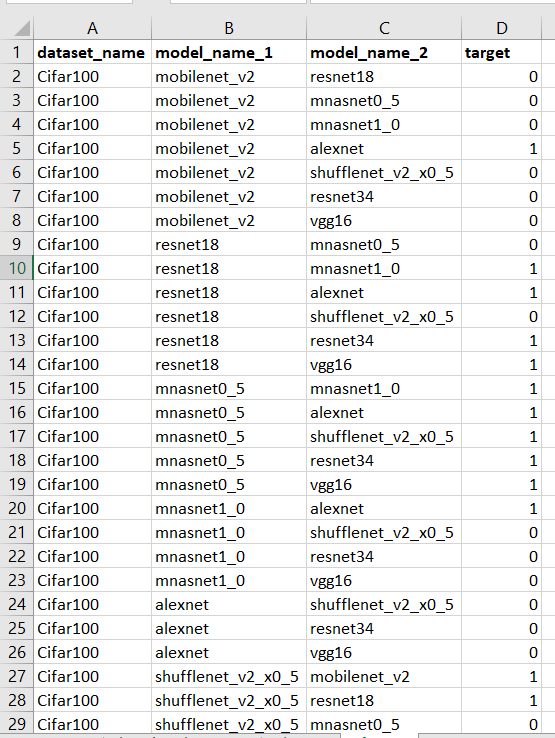 A B C D
1 dataset_name model_name_1 model_name_2 target
2 Cifar100 mobilenet_v2 resnet18 0
3 Cifar100 mobilenet_v2 mnasnet0_5 0
4 Cifar100 mobilenet_v2 mnasnet1_0 0
5 Cifar100 mobilenet_v2 alexnet 1
6 Cifar100 mobilenet_v2 shufflenet_v2_x0_5 0
7 Cifar100 mobilenet_v2 resnet34 0
8 Cifar100 mobilenet_v2 vgg16 0
9 Cifar100 resnet18 mnasnet0_5 0
10 Cifar100 resnet18 mnasnet1_0 1
11 Cifar100 resnet18 alexnet 1
12 Cifar100 resnet18 shufflenet_v2_x0_5 0
13 Cifar100 resnet18 resnet34 1
14 Cifar100 resnet18 vgg16 1
15 Cifar100 mnasnet0_5 mnasnet1_0 1
16 Cifar100 mnasnet0_5 alexnet 1
17 Cifar100 mnasnet0_5 shufflenet_v2_x0_5 1
18 Cifar100 mnasnet0_5 resnet34 1
19 Cifar100 mnasnet0_5 vgg16 1
20 Cifar100 mnasnet1_0 alexnet 1
21 Cifar100 mnasnet1_0 shufflenet_v2_x0_5 0
22 Cifar100 mnasnet1_0 resnet34 0
23 Cifar100 mnasnet1_0 vgg16 0
24 Cifar100 alexnet shufflenet_v2_x0_5 0
25 Cifar100 alexnet resnet34 0
26 Cifar100 alexnet vgg16 0
27 Cifar100 shufflenet_v2_x0_5 mobilenet_v2 1
28 Cifar100 shufflenet_v2_x0_5 resnet18 1
29 Cifar100 shufflenet_v2_x0_5 mnasnet0_5 0